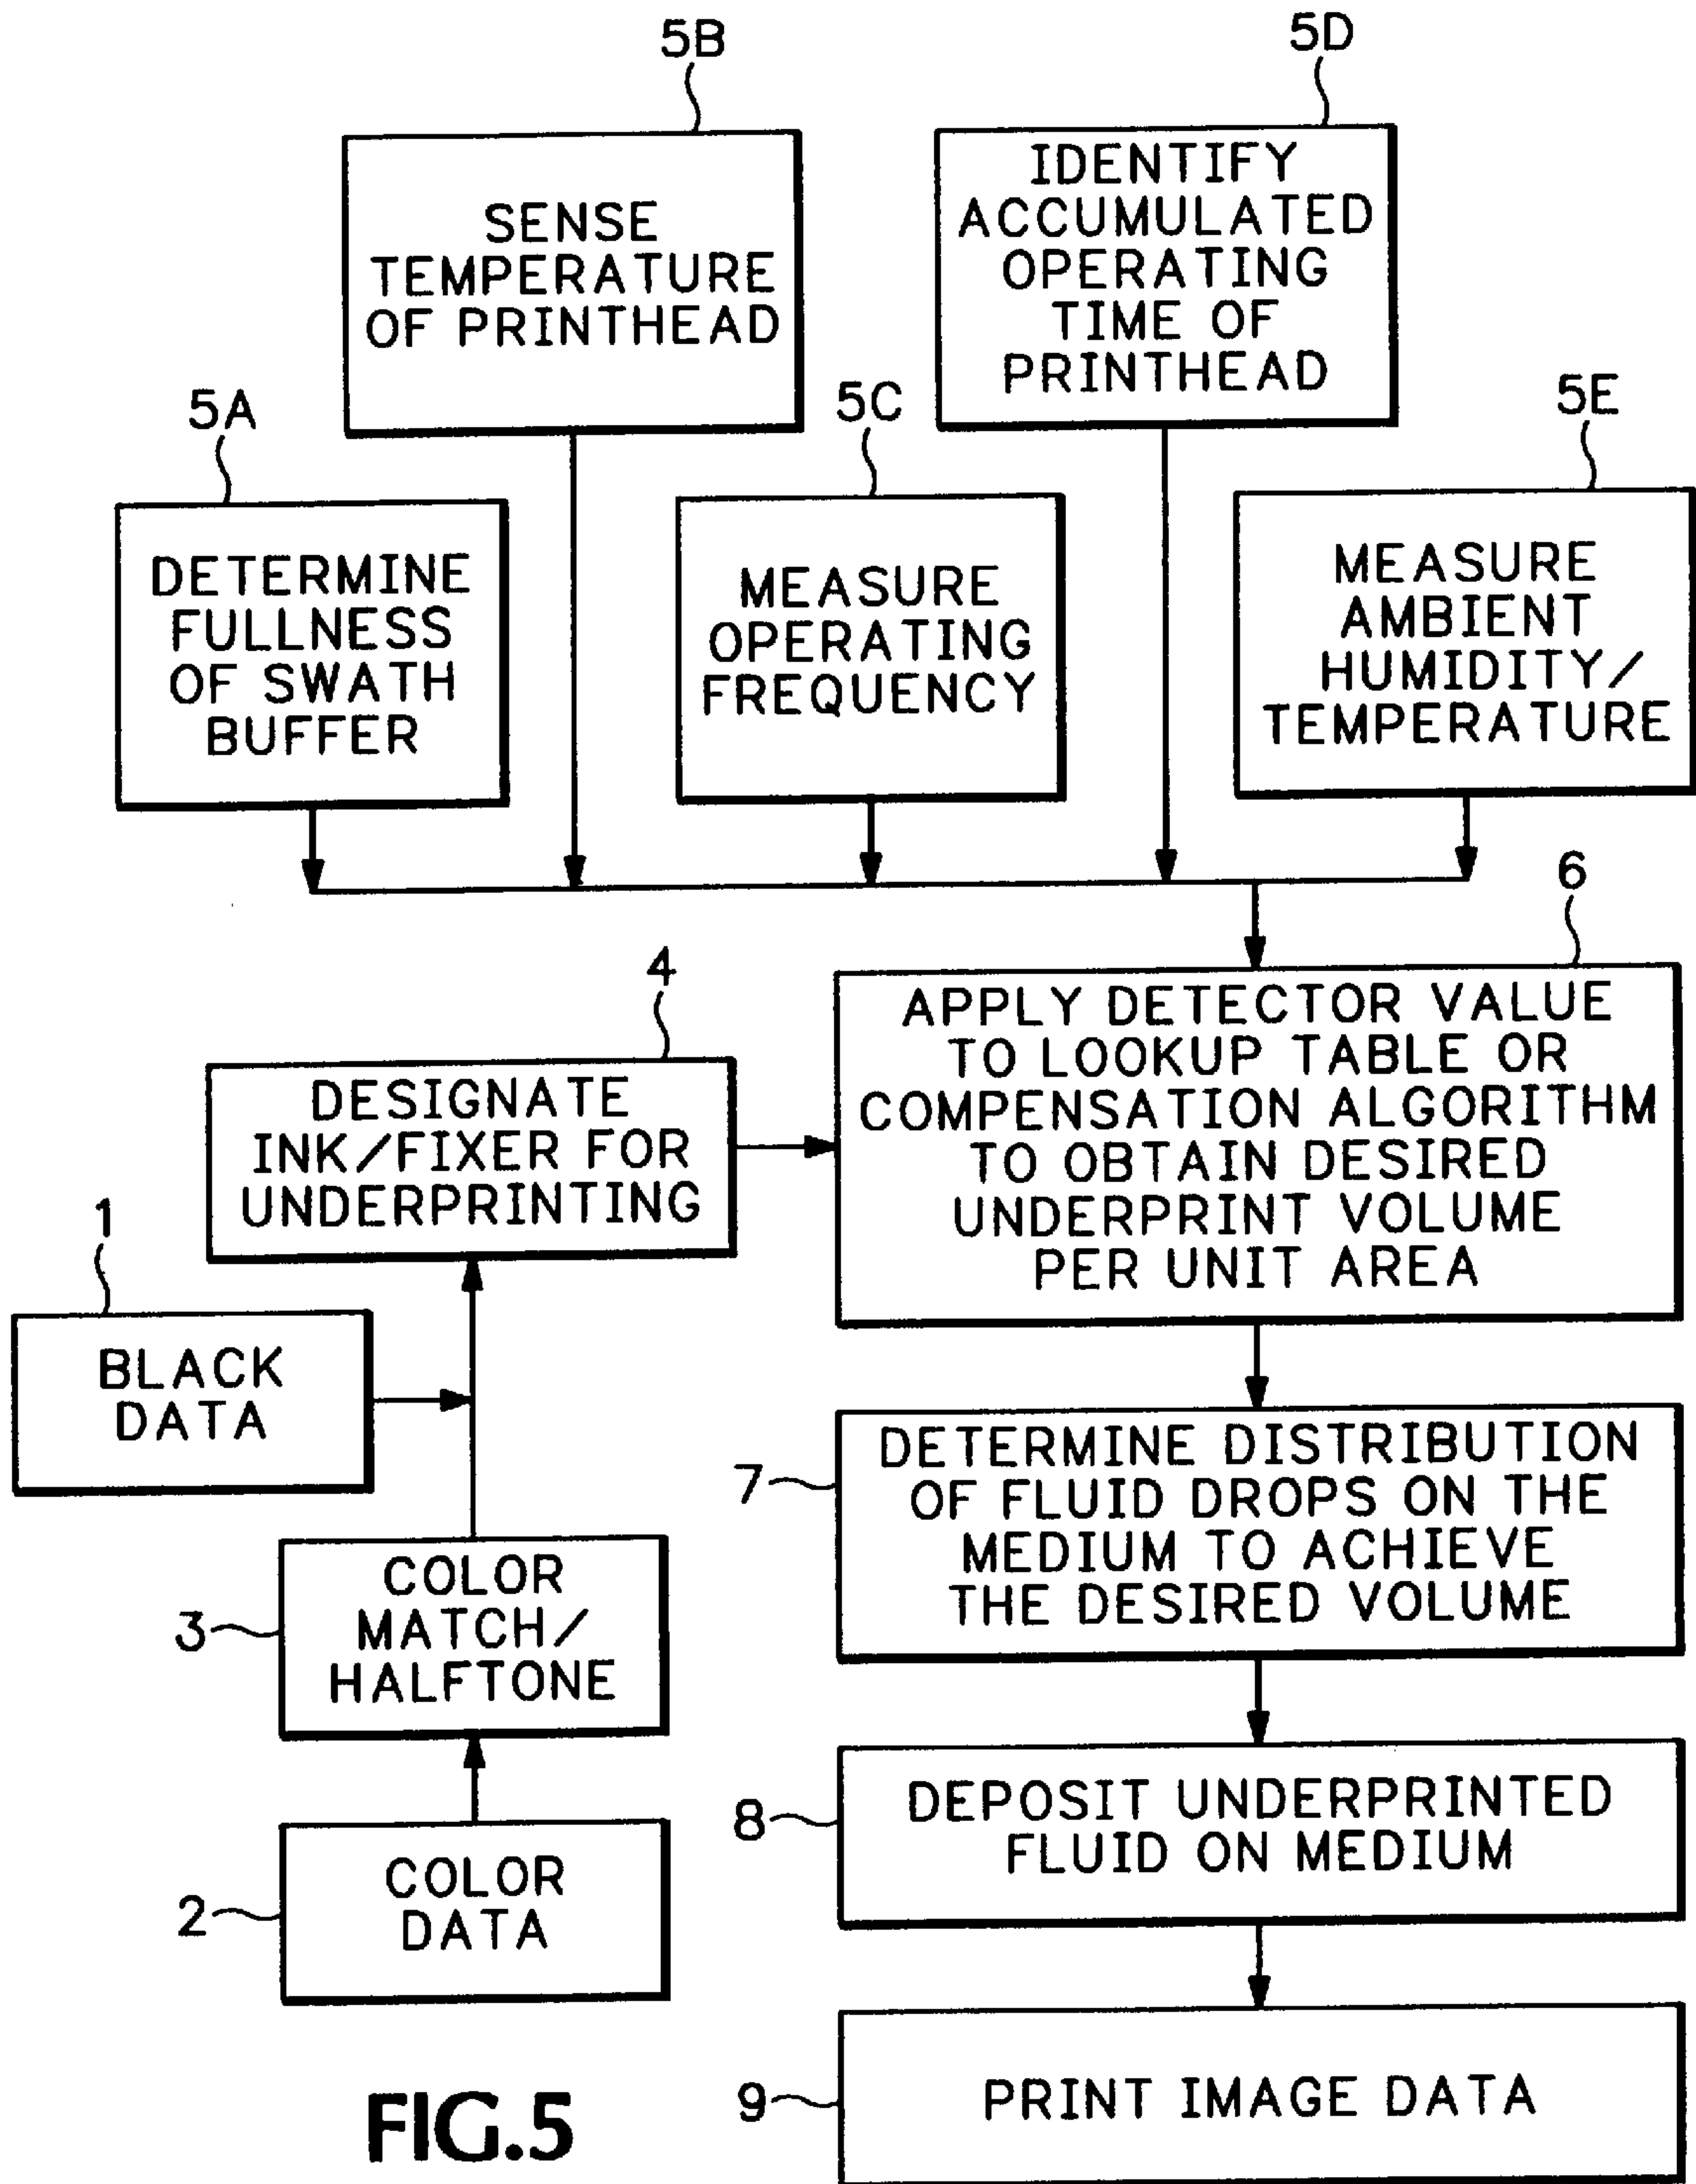 5B
5D
SENSE
TEMPERATURE
OF PRINTHEAD
IDENTIFY
ACCUMULATED
OPERATING
TIME OF
PRINTHEAD
5A
5C
5E
DETERMINE
FULLNESS
OF SWATH
BUFFER
MEASURE
OPERATING
FREQUENCY
MEASURE
AMBIENT
HUMIDITY/
TEMPERATURE
6
4
APPLY DETECTOR VALUE
TO LOOKUP TABLE OR
COMPENSATION ALGORITHM
TO OBTAIN DESIRED
UNDERPRINT VOLUME
PER UNIT AREA
DESIGNATE
INK/FIXER FOR
UNDERPRINTING
1
BLACK
DATA
7
DETERMINE DISTRIBUTION
OF FLUID DROPS ON THE
MEDIUM TO ACHIEVE
THE DESIRED VOLUME
3
COLOR
MATCH/
HALFTONE
8
DEPOSIT UNDERPRINTED
FLUID ON MEDIUM
2
COLOR
DATA
9
PRINT IMAGE DATA
FIG.5